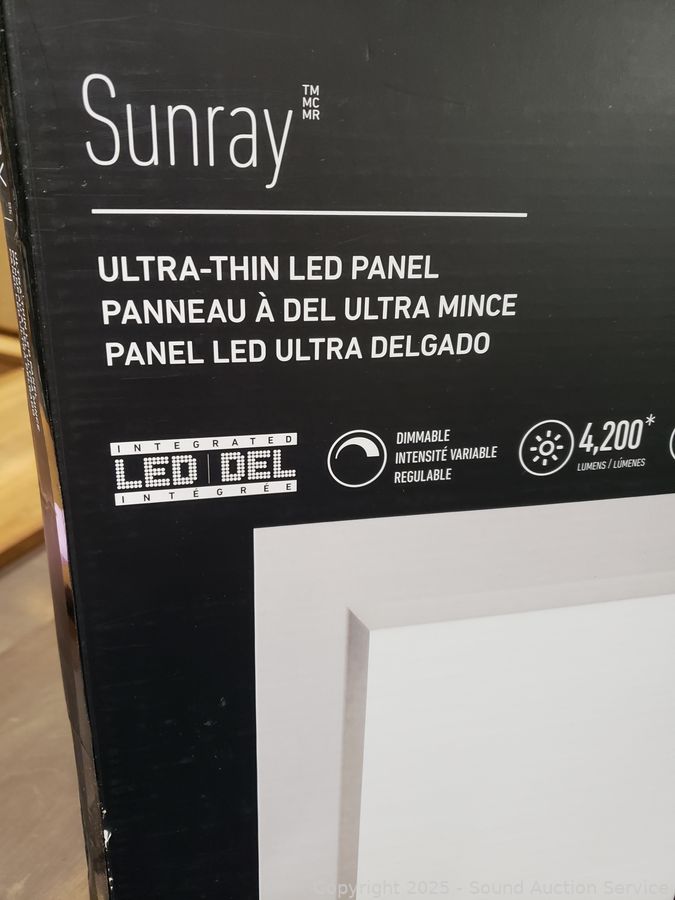 Sunray
TM
MC
MR
ULTRA-THIN LED PANEL
PANNEAU À DEL ULTRA MINCE
PANEL LED ULTRA DELGADO
INTEGRATED
LED | DEL
INTÉGRÉE
DIMMABLE
INTENSITÉ VARIABLE
REGULABLE
4,200*
LUMENS / LÚMENES
Copyright 2025 - Sound Auction Service